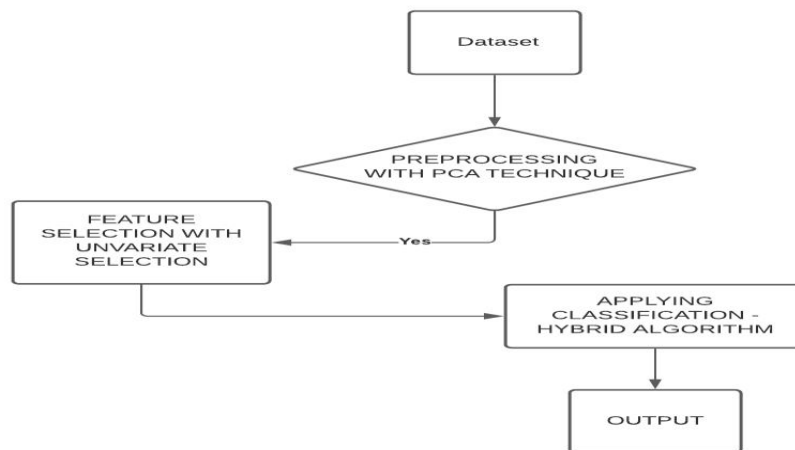 Dataset
PREPROCESSING
WITH PCA TECHNIQUE
Yes
FEATURE
SELECTION WITH
UNVARIATE
SELECTION
APPLYING
CLASSIFICATION -
HYBRID ALGORITHM
OUTPUT